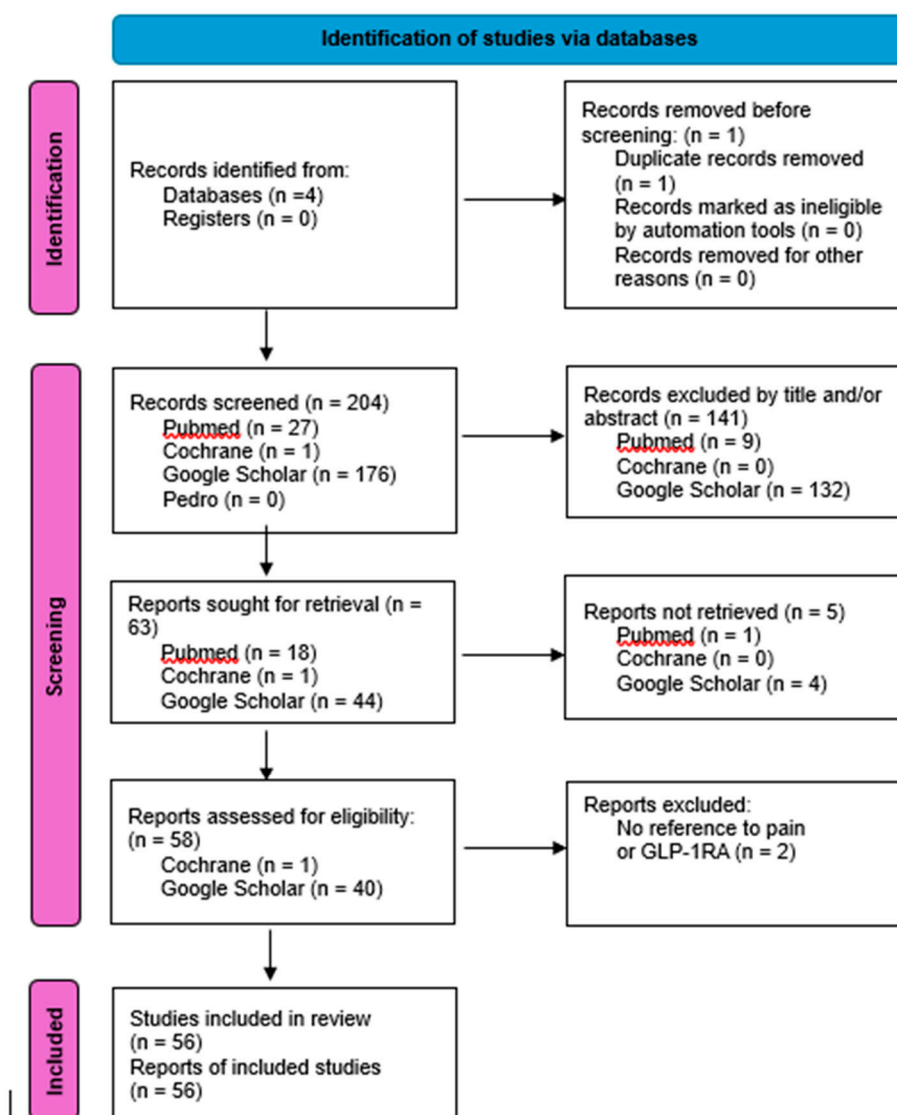 Identification of studies via databases
Identification
Records identified from:
Databases (n =4)
Registers (n = 0)
Records removed before
screening: (n = 1)
Duplicate records removed
(n = 1)
Records marked as ineligible
by automation tools (n = 0)
Records removed for other
reasons (n = 0)
Screening
Records screened (n = 204)
Pubmed (n = 27)
Cochrane (n = 1)
Google Scholar (n = 176)
Pedro (n = 0)
Records excluded by title and/or
abstract (n = 141)
Pubmed (n = 9)
Cochrane (n = 0)
Google Scholar (n = 132)
Reports sought for retrieval (n =
63)
Pubmed (n = 18)
Cochrane (n = 1)
Google Scholar (n = 44)
Reports not retrieved (n = 5)
Pubmed (n = 1)
Cochrane (n = 0)
Google Scholar (n = 4)
Reports assessed for eligibility:
(n = 58)
Cochrane (n = 1)
Google Scholar (n = 40)
Reports excluded:
No reference to pain
or GLP-1RA (n = 2)
Included
Studies included in review
(n = 56)
Reports of included studies
(n = 56)